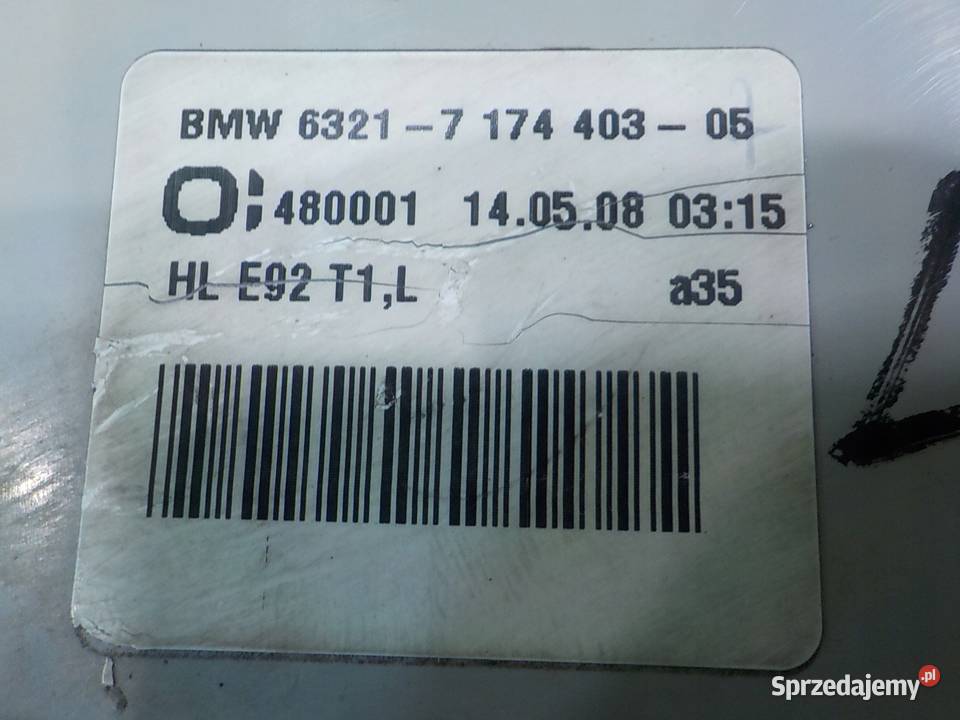 BMW 6321-7 174 403- 05
480001 14.05.08 03:15
HL E92 T1,L a35
L
Sprzedajemy.pl